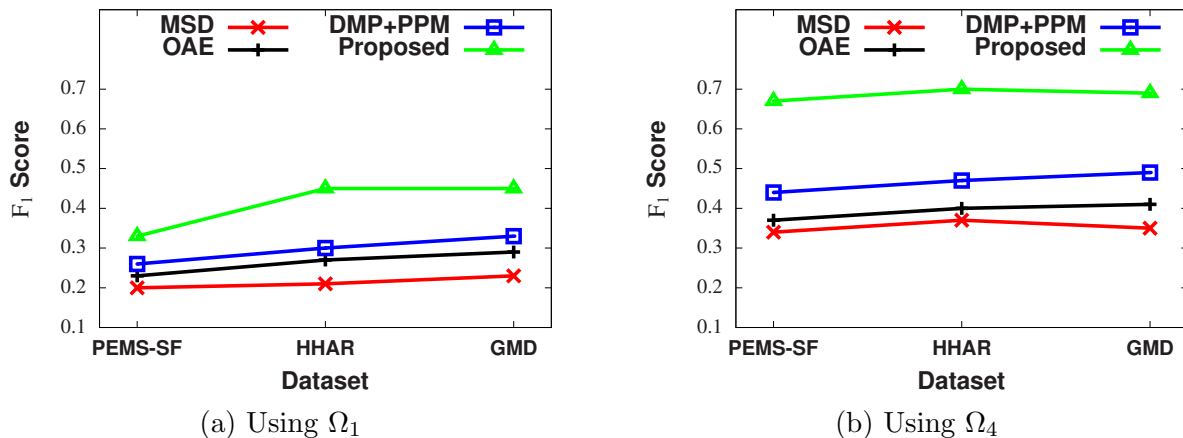 MSD DMP+PPM
OAE Proposed
0.7
0.6
0.5
0.4
0.3
0.2
0.1
F1 Score
PEMS-SF HHAR GMD
Dataset
(a) Using Ω1
MSD DMP+PPM
OAE Proposed
0.7
0.6
0.5
0.4
0.3
0.2
0.1
F1 Score
PEMS-SF HHAR GMD
Dataset
(b) Using Ω4